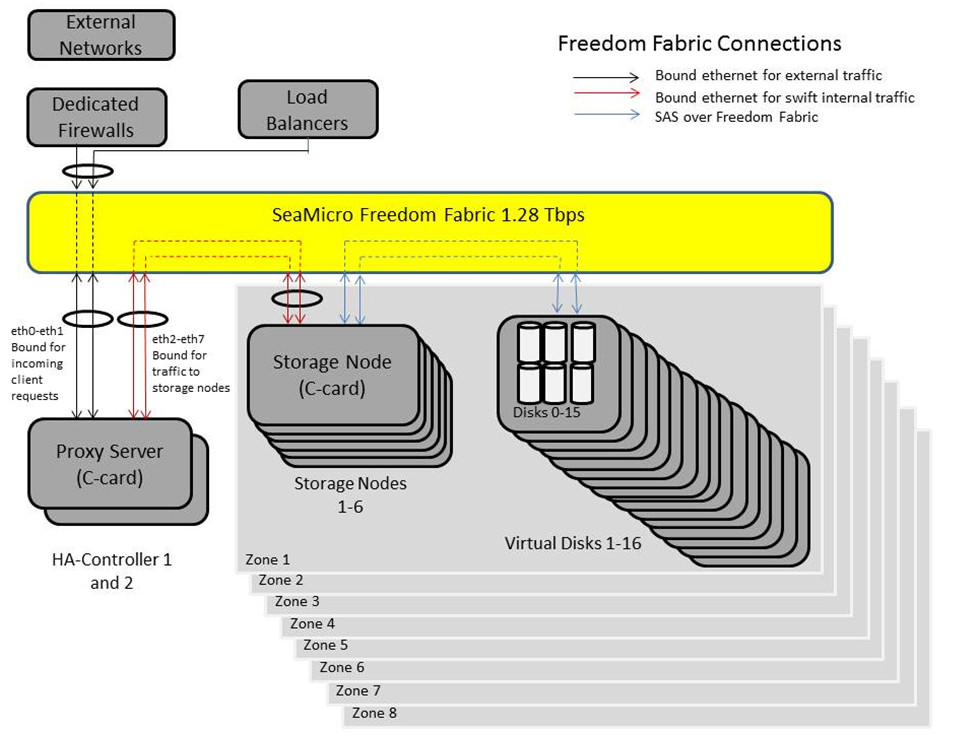 External
Networks
Freedom Fabric Connections
Bound ethernet for external traffic
Bound ethernet for swift internal traffic
SAS over Freedom Fabric
Dedicated
Firewalls
Load
Balancers
SeaMicro Freedom Fabric 1.28 Tbps
eth0-eth1
Bound for
incoming
client
requests
eth2-eth7
Bound for
traffic to
storage nodes
Storage Node
(C-card)
Disks 0-15
Proxy Server
(C-card)
Storage Nodes
1-6
Virtual Disks 1-16
HA-Controller 1
and 2
Zone 1
Zone 2
Zone 3
Zone 4
Zone 5
Zone 6
Zone 7
Zone 8